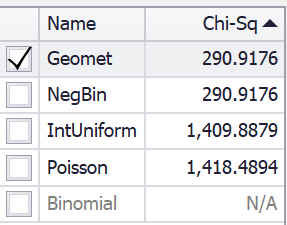 Name Chi-Sq
Geomet 290.9176
NegBin 290.9176
IntUniform 1,409.8879
Poisson 1,418.4894
Binomial N/A